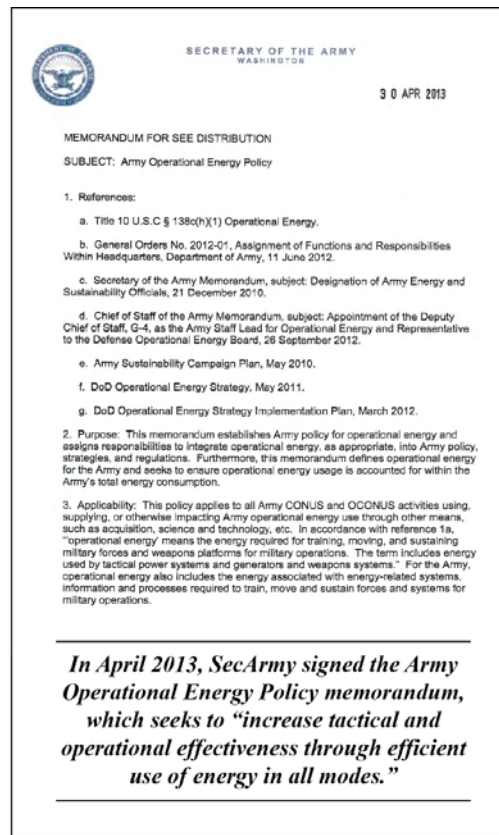 SECRETARY OF THE ARMY
WASHINGTON
3 0 APR 2013
MEMORANDUM FOR SEE DISTRIBUTION
SUBJECT: Army Operational Energy Policy
1. References:
a. Title 10 U.S.C § 138c(h)(1) Operational Energy.
b. General Orders No. 2012-01, Assignment of Functions and Responsibilities
Within Headquarters, Department of Army, 11 June 2012.
c. Secretary of the Army Memorandum, subject: Designation of Army Energy and
Sustainability Officials, 21 December 2010.
d. Chief of Staff of the Army Memorandum, subject: Appointment of the Deputy
Chief of Staff, G-4, as the Army Staff Lead for Operational Energy and Representative
to the Defense Operational Energy Board, 26 September 2012.
e. Army Sustainability Campaign Plan, May 2010.
f. DoD Operational Energy Strategy, May 2011.
g. DoD Operational Energy Strategy Implementation Plan, March 2012.
2. Purpose: This memorandum establishes Army policy for operational energy and
assigns responsibilities to integrate operational energy, as appropriate, into Army policy,
strategies, and regulations. Furthermore, this memorandum defines operational energy
for the Army and seeks to ensure operational energy usage is accounted for within the
Army's total energy consumption.
3. Applicability: This policy applies to all Army CONUS and OCONUS activities using,
supplying, or otherwise impacting Army operational energy use through other means,
such as acquisition, science and technology, etc. In accordance with reference 1a,
"'operational energy' means the energy required for training, moving, and sustaining
military forces and weapons platforms for military operations. The term includes energy
used by tactical power systems and generators and weapons systems." For the Army,
operational energy also includes the energy associated with energy-related systems,
information and processes required to train, move and sustain forces and systems for
military operations.
In April 2013, SecArmy signed the Army
Operational Energy Policy memorandum,
which seeks to “increase tactical and
operational effectiveness through efficient
use of energy in all modes.”